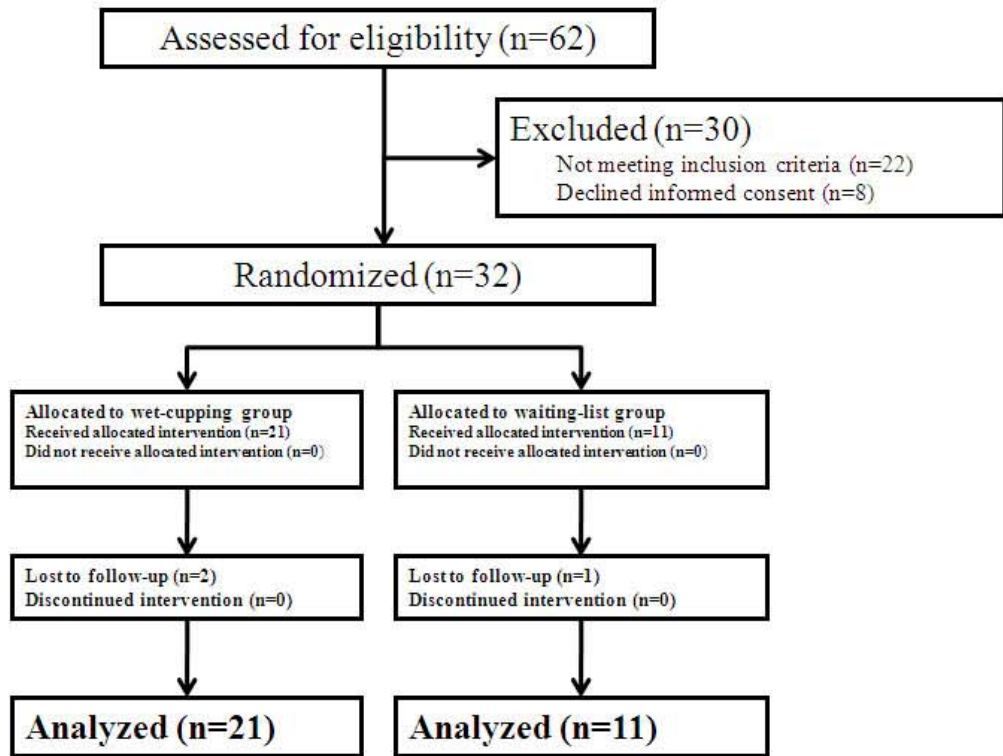 Assessed for eligibility (n=62)
Excluded (n=30)
Not meeting inclusion criteria (n=22)
Declined informed consent (n=8)
Randomized (n=32)
Allocated to wet-cupping group
Received allocated intervention (n=21)
Did not receive allocated intervention (n=0)
Allocated to waiting-list group
Received allocated intervention (n=11)
Did not receive allocated intervention (n=0)
Lost to follow-up (n=2)
Discontinued intervention (n=0)
Lost to follow-up (n=1)
Discontinued intervention (n=0)
Analyzed (n=21)
Analyzed (n=11)